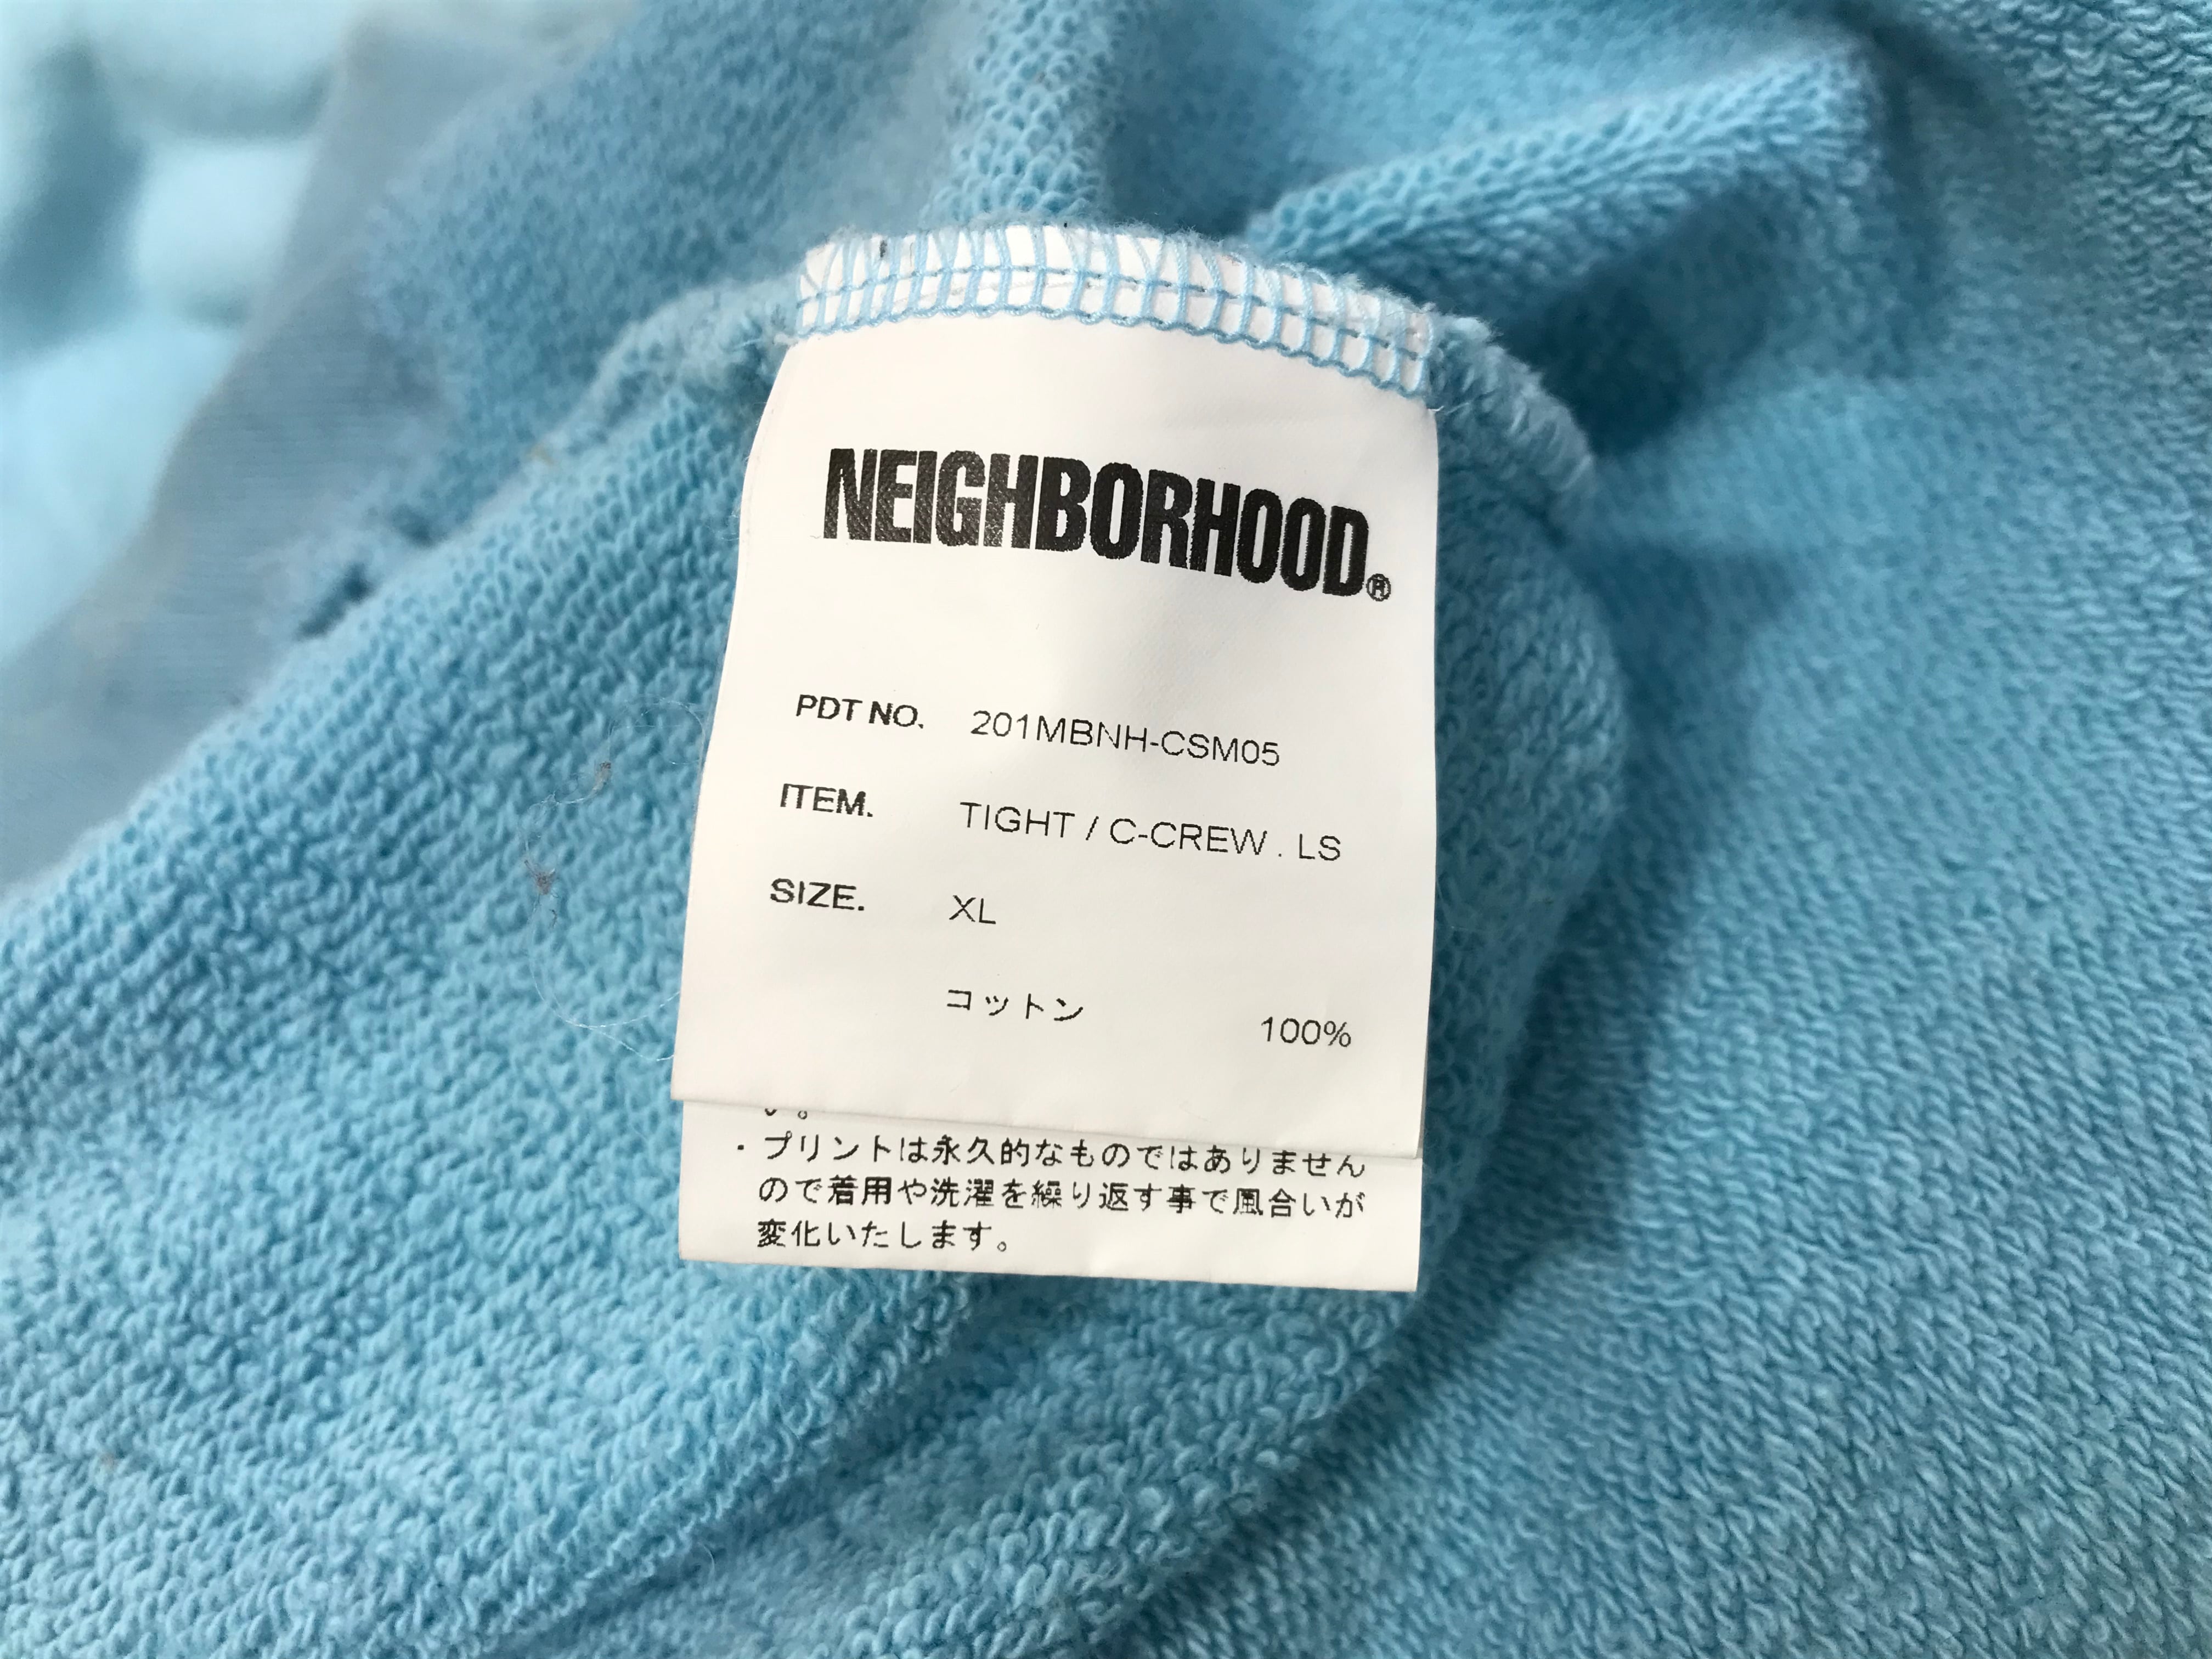 NEIGHBORHOOD®
PDT NO. 201MBNH-CSM05
ITEM. TIGHT / C-CREW . LS
SIZE. XL
コットン 100%
い。
・プリントは永久的なものではありません
ので着用や洗濯を繰り返す事で風合いが
変化いたします。